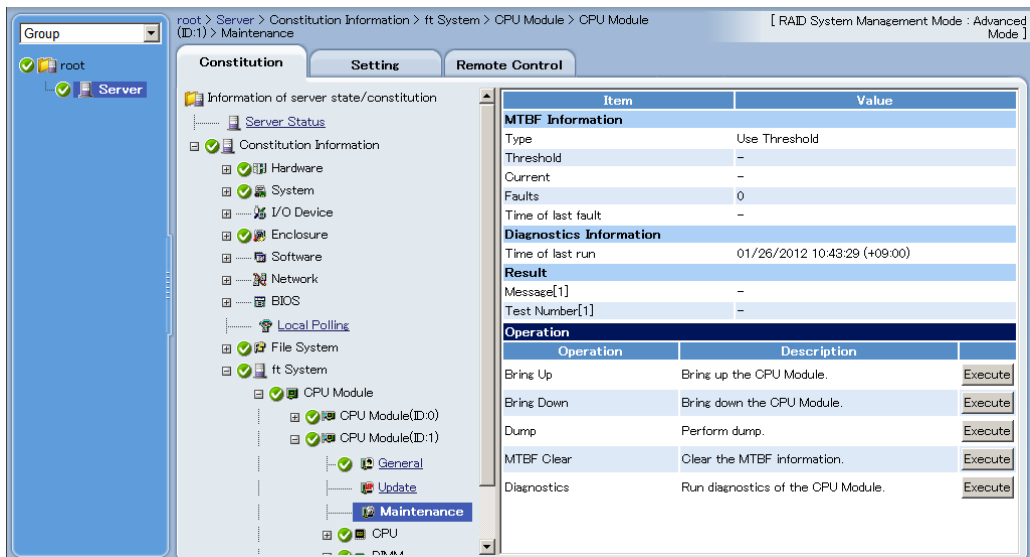 Group
root
Server
root > Server > Constitution Information > ft System > CPU Module > CPU Module
(ID:1) > Maintenance
[ RAID System Management Mode : Advanced
Mode ]
Constitution Setting Remote Control
Information of server state/constitution
Server Status
Constitution Information
Hardware
System
I/O Device
Enclosure
Software
Network
BIOS
Local Polling
File System
ft System
CPU Module
CPU Module(ID:0)
CPU Module(ID:1)
General
Update
Maintenance
CPU
DIMM
Item Value
MTBF Information
Type Use Threshold
Threshold -
Current -
Faults 0
Time of last fault -
Diagnostics Information
Time of last run 01/26/2012 10:43:29 (+09:00)
Result
Message[1] -
Test Number[1] -
Operation
Operation Description
Bring Up Bring up the CPU Module. Execute
Bring Down Bring down the CPU Module. Execute
Dump Perform dump. Execute
MTBF Clear Clear the MTBF information. Execute
Diagnostics Run diagnostics of the CPU Module. Execute